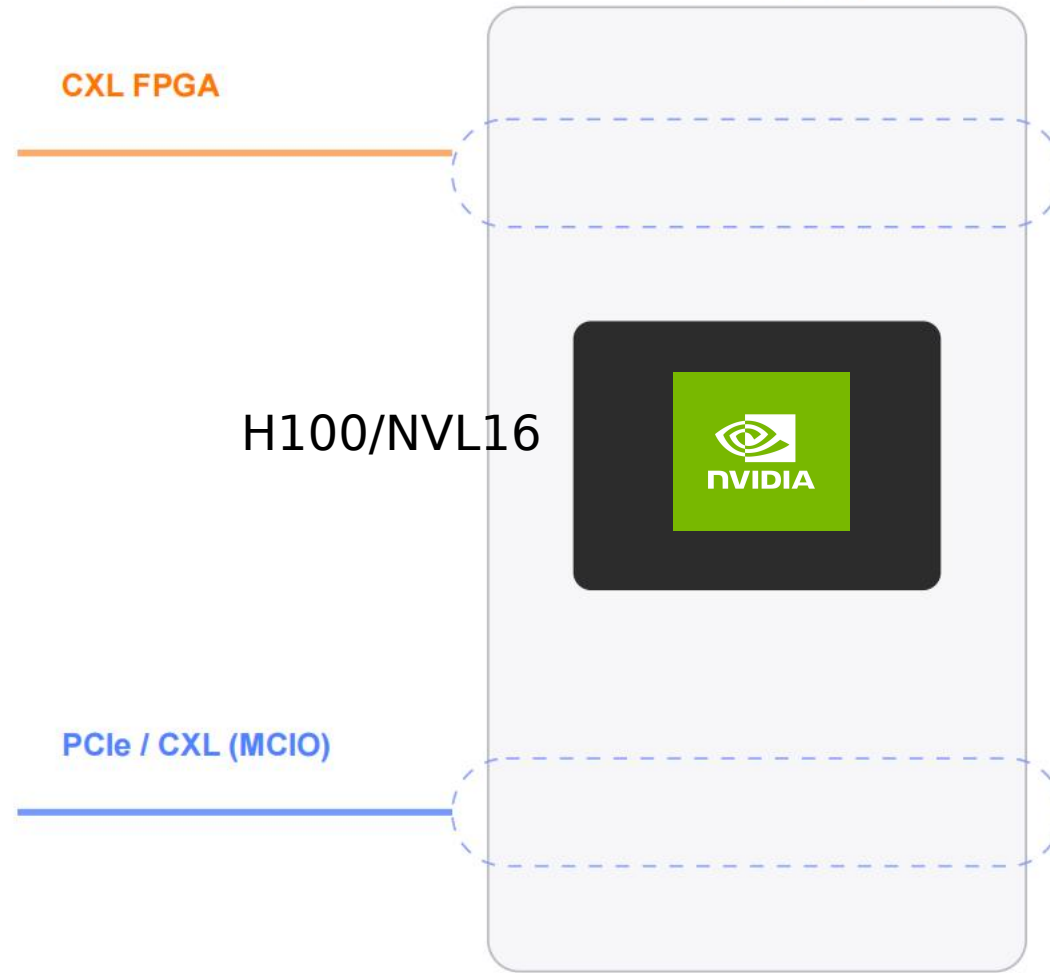 CXL FPGA
H100/NVL16
NVIDIA
PCIe / CXL (MCIO)